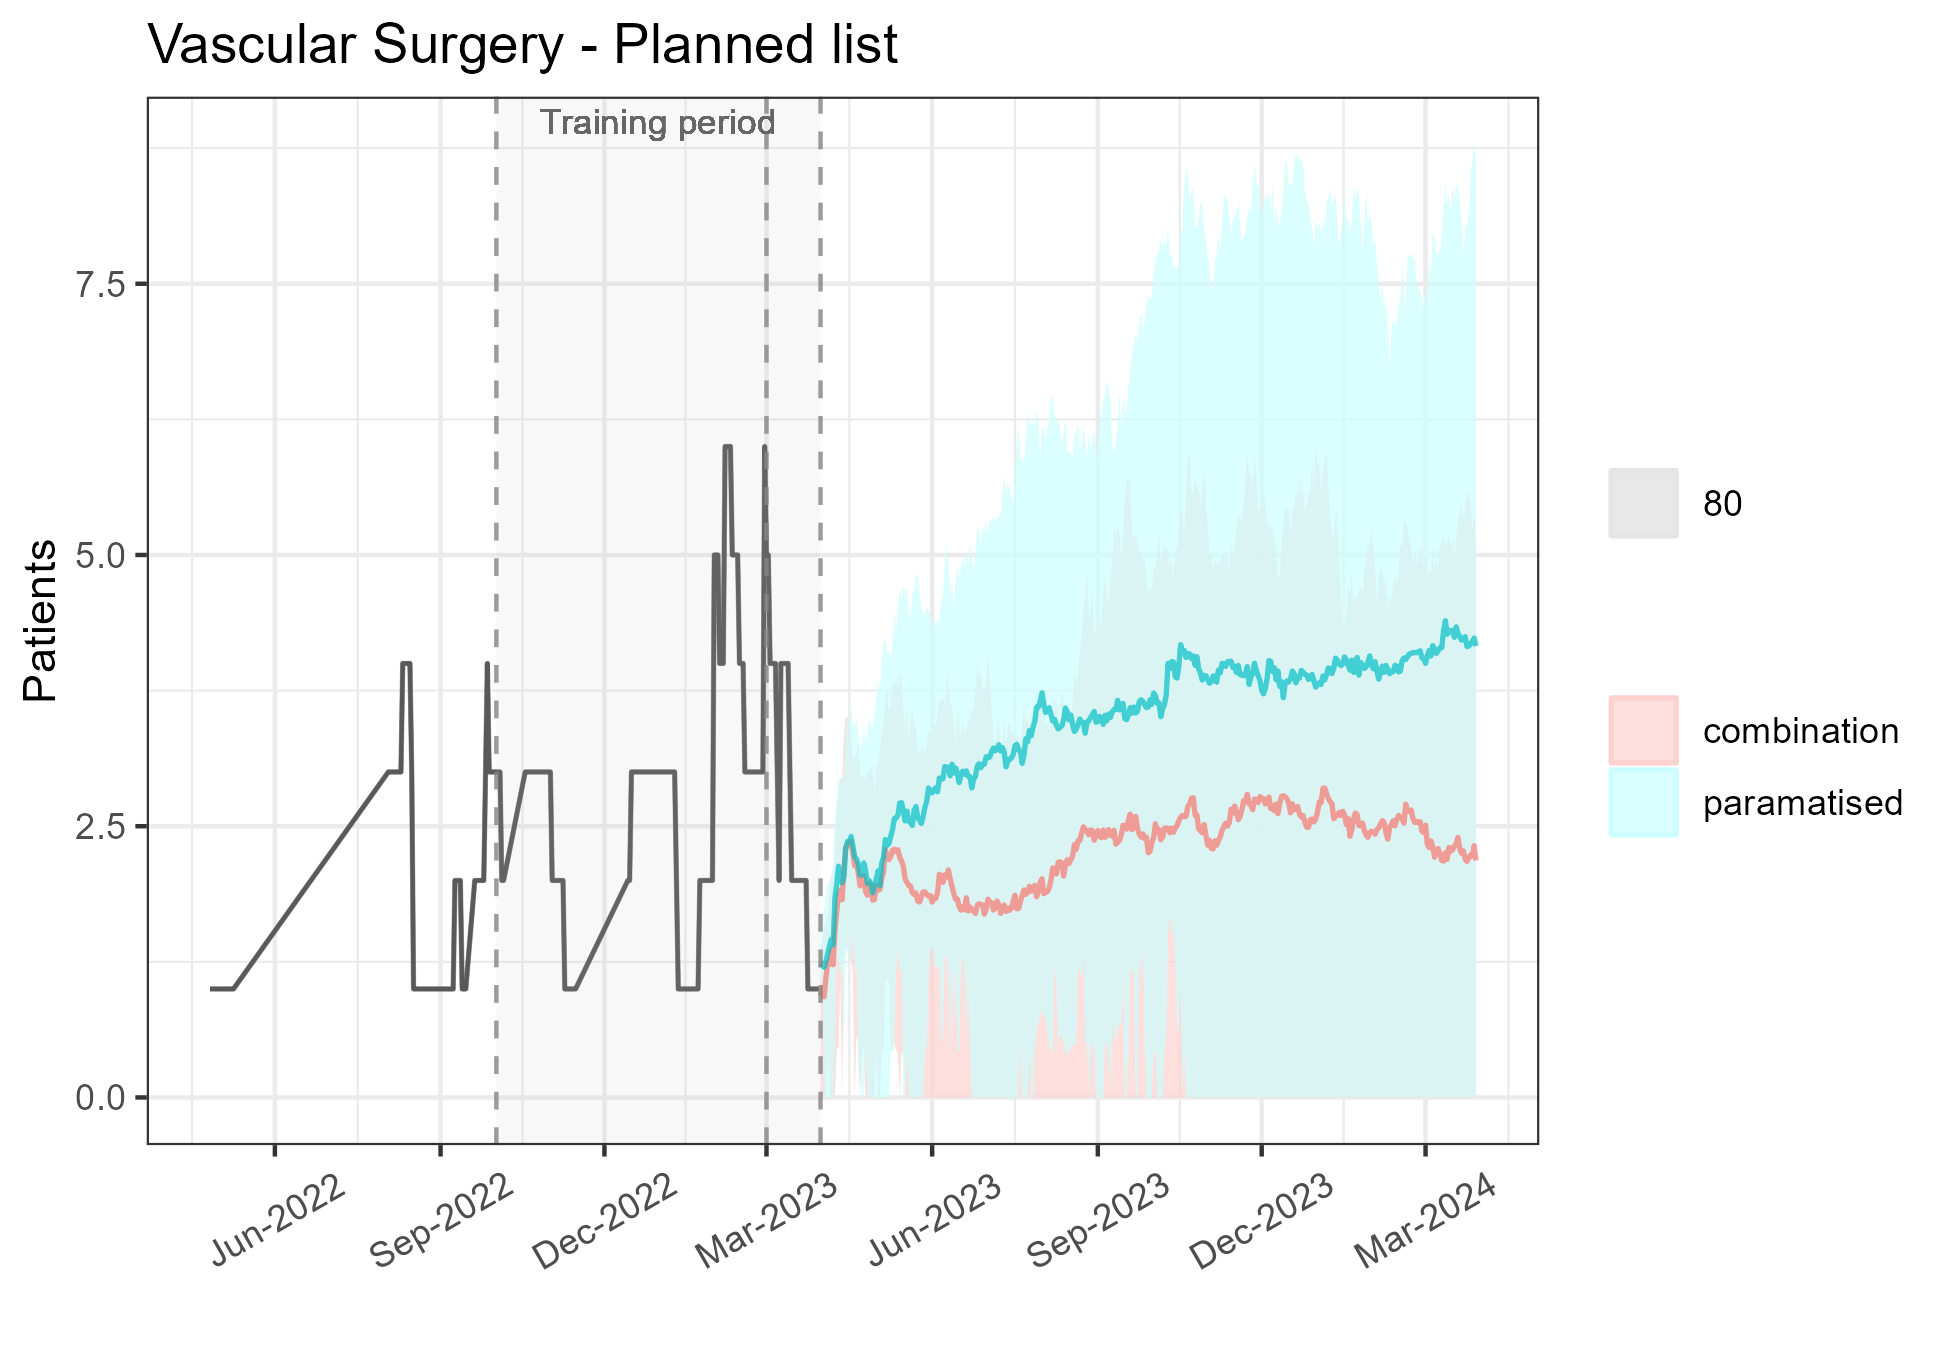 Vascular Surgery - Planned list
Training period
Patients
7.5
5.0
2.5
0.0
Jun-2022
Sep-2022
Dec-2022
Mar-2023
Jun-2023
Sep-2023
Dec-2023
Mar-2024
80
combination
paramatised